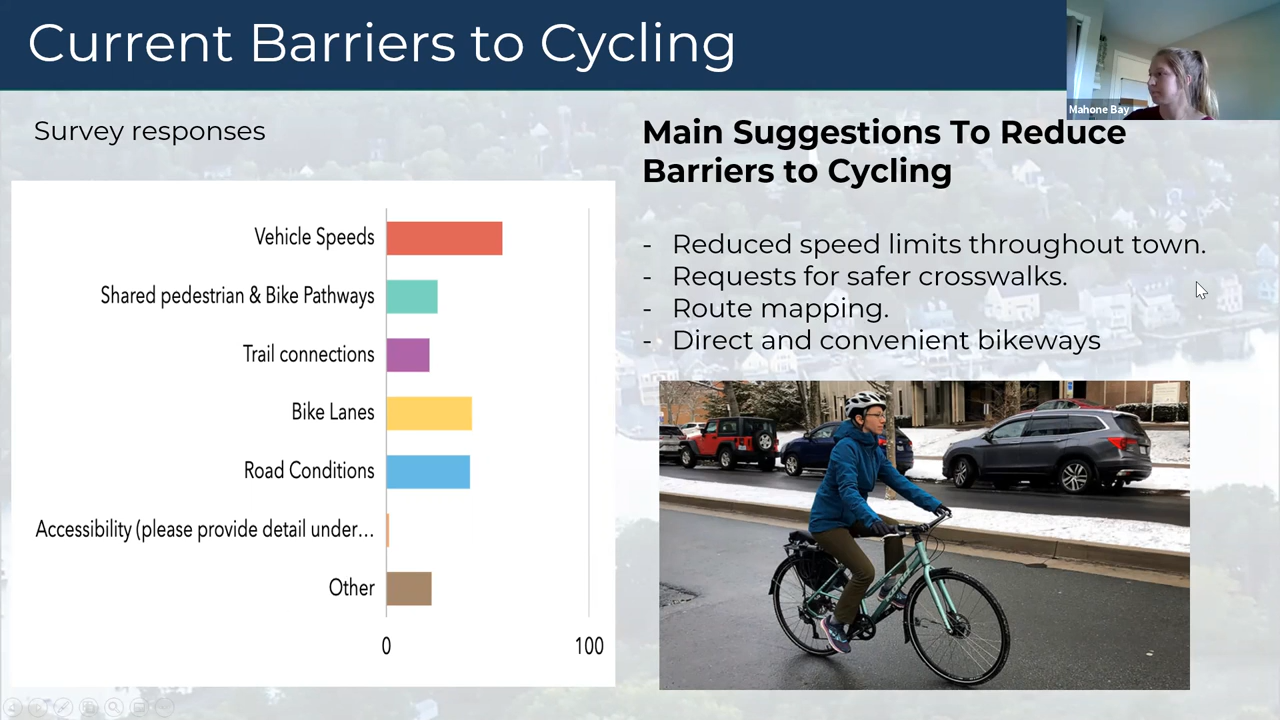 Current Barriers to Cycling
Mahone Bay
Survey responses
Vehicle Speeds
Shared pedestrian & Bike Pathways
Trail connections
Bike Lanes
Road Conditions
Accessibility (please provide detail under...
Other
0 100
Main Suggestions To Reduce
Barriers to Cycling
- Reduced speed limits throughout town.
- Requests for safer crosswalks.
- Route mapping.
- Direct and convenient bikeways